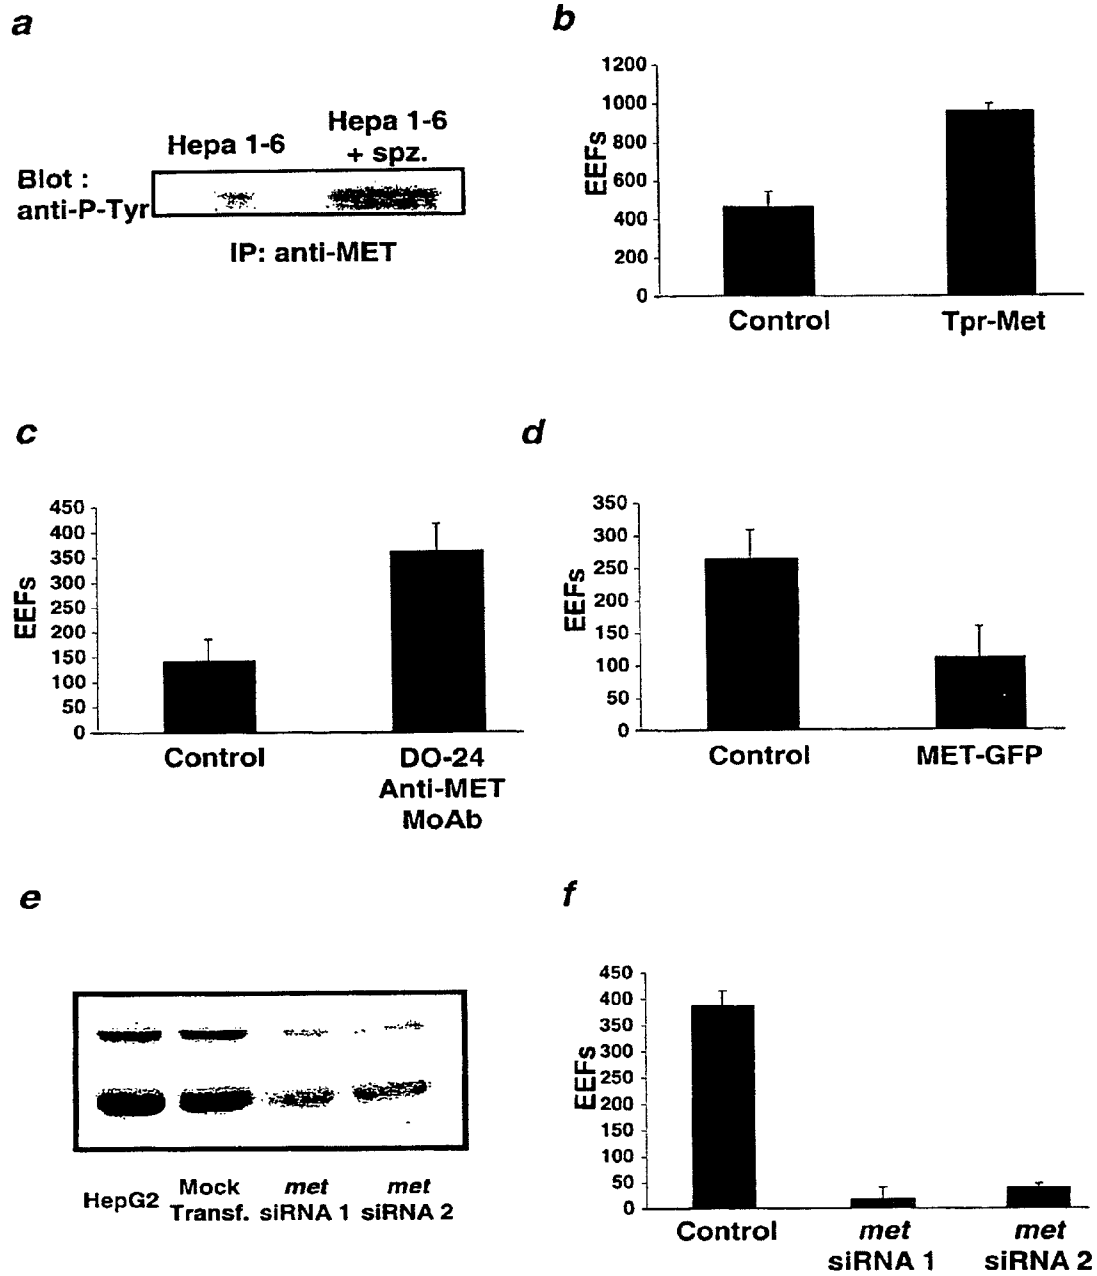 a
Hepa 1-6
Hepa 1-6
+ spz.
Blot :
anti-P-Tyr
IP: anti-MET
b
1200
1000
800
600
400
200
0
EEFs
Control
Tpr-Met
c
450
400
350
300
250
200
150
100
50
0
EEFs
Control
DO-24
Anti-MET
MoAb
d
350
300
250
200
150
100
50
0
EEFs
Control
MET-GFP
e
HepG2
Mock
Transf.
met
siRNA 1
met
siRNA 2
f
450
400
350
300
250
200
150
100
50
0
EEFs
Control
met
siRNA 1
met
siRNA 2